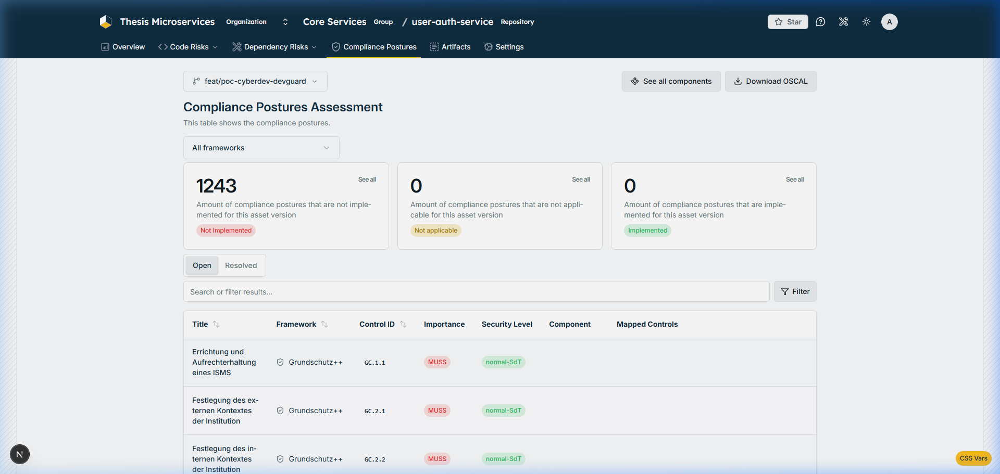 Thesis Microservices Organization Core Services Group / user-auth-service Repository Star A
Overview Code Risks Dependency Risks Compliance Postures Artifacts Settings
feat/poc-cyberdev-devguard See all components Download OSCAL
Compliance Postures Assessment
This table shows the compliance postures.
All frameworks
1243 See all
Amount of compliance postures that are not imple-
mented for this asset version
Not Implemented
0 See all
Amount of compliance postures that are not appli-
cable for this asset version
Not applicable
0 See all
Amount of compliance postures that are imple-
mented for this asset version
Implemented
Open Resolved
Search or filter results... Filter
Title Framework Control ID Importance Security Level Component Mapped Controls
Errichtung und
Aufrechterhaltung
eines ISMS
Grundschutz++ GC.1.1 MUSS normal-SdT
Festlegung des ex-
ternen Kontextes
der Institution
Grundschutz++ GC.2.1 MUSS normal-SdT
Festlegung des in-
ternen Kontextes
der Institution
Grundschutz++ GC.2.2 MUSS normal-SdT
N
CSS Vars